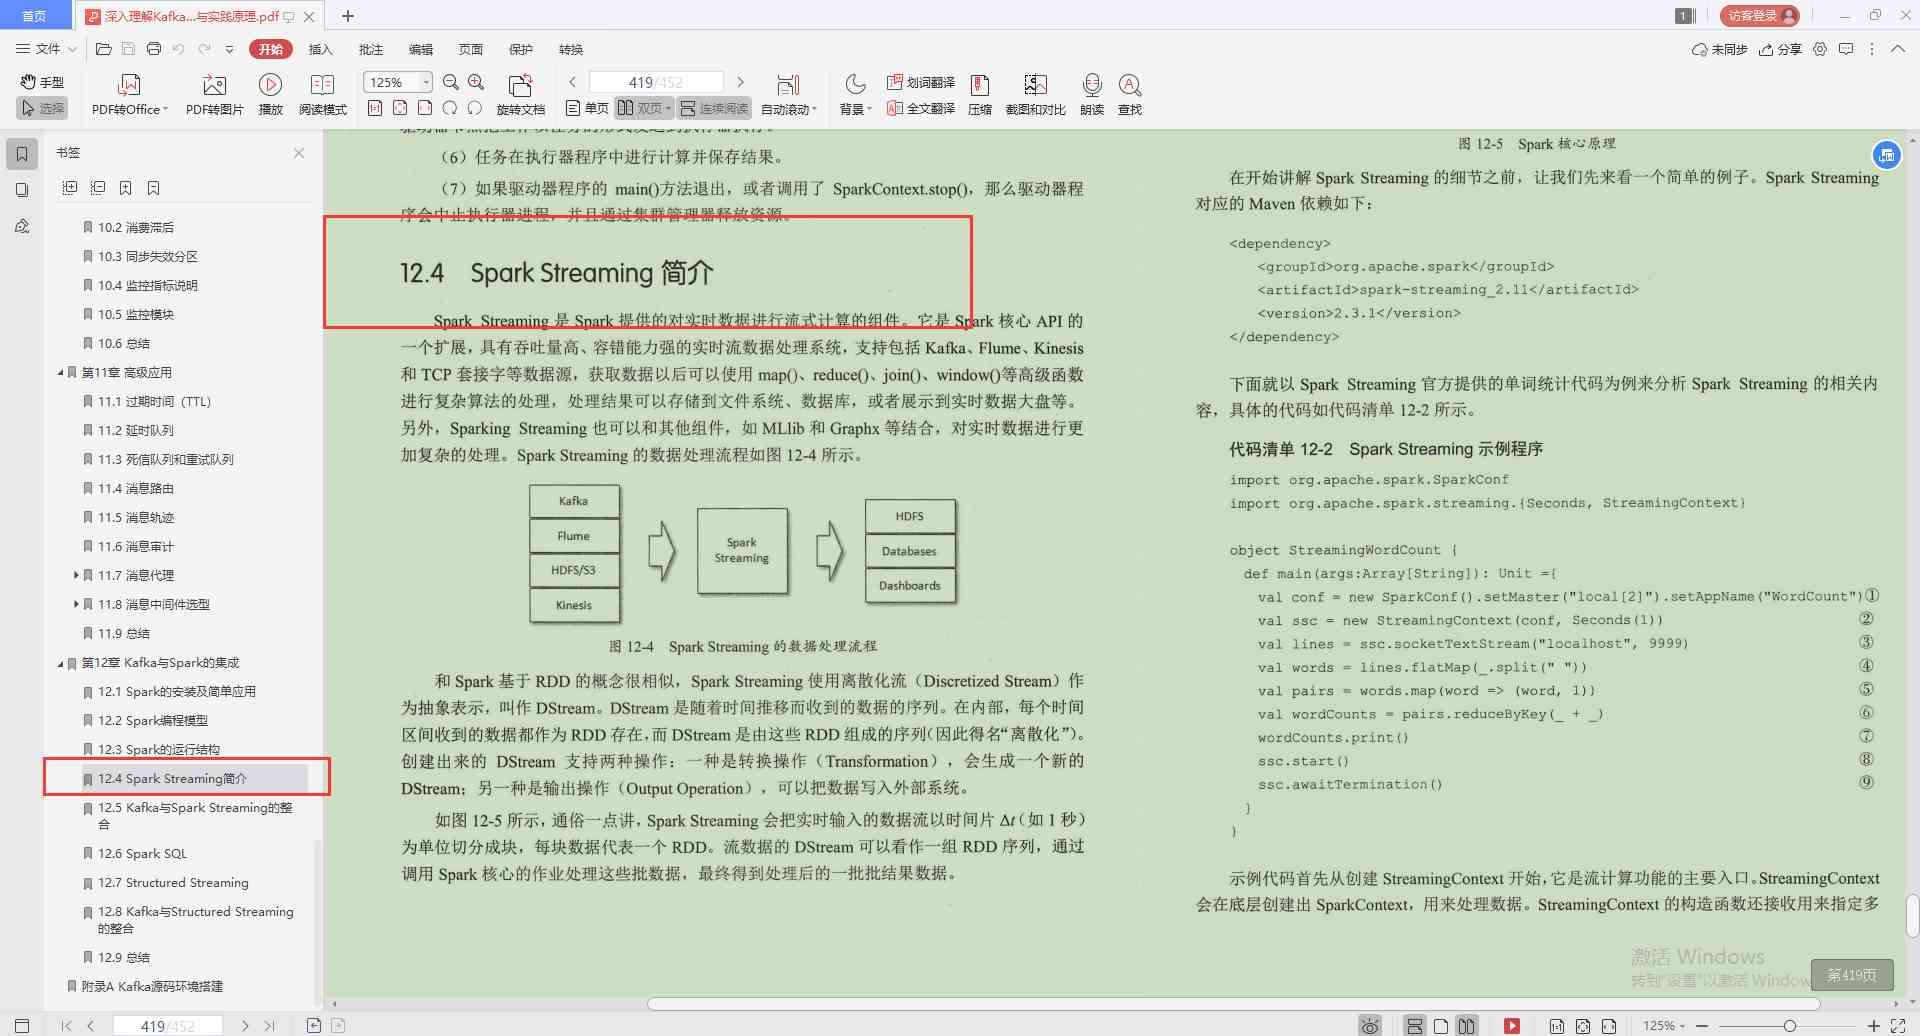 首页
深入理解Kafka...与实践原理.pdf
1
访客登录
文件
开始
插入
批注
编辑
页面
保护
转换
未同步
分享
手型
选择
PDF转Office
PDF转图片
播放
阅读模式
125%
旋转文档
419/452
单页
双页
连续阅读
自动滚动
背景
划词翻译
全文翻译
压缩
截图和对比
朗读
查找
书签
10.2 消费滞后
10.3 同步失效分区
10.4 监控指标说明
10.5 监控模块
10.6 总结
第11章 高级应用
11.1 过期时间（TTL）
11.2 延时队列
11.3 死信队列和重试队列
11.4 消息路由
11.5 消息轨迹
11.6 消息审计
11.7 消息代理
11.8 消息中间件选型
11.9 总结
第12章 Kafka与Spark的集成
12.1 Spark的安装及简单应用
12.2 Spark编程模型
12.3 Spark的运行结构
12.4 Spark Streaming简介
12.5 Kafka与Spark Streaming的整
合
12.6 Spark SQL
12.7 Structured Streaming
12.8 Kafka与Structured Streaming
的整合
12.9 总结
附录A Kafka源码环境搭建
（6）任务在执行器程序中进行计算并保存结果。
（7）如果驱动器程序的 main()方法退出，或者调用了 SparkContext.stop()，那么驱动器程
序会中止执行器进程，并且通过集群管理器释放资源。
12.4 Spark Streaming 简介
Spark Streaming 是 Spark 提供的对实时数据进行流式计算的组件。它是 Spark 核心 API 的
一个扩展，具有吞吐量高、容错能力强的实时流数据处理系统，支持包括 Kafka、Flume、Kinesis
和 TCP 套接字等数据源，获取数据以后可以使用 map()、reduce()、join()、window()等高级函数
进行复杂算法的处理，处理结果可以存储到文件系统、数据库，或者展示到实时数据大盘等。
另外，Sparking Streaming 也可以和其他组件，如 MLlib 和 Graphx 等结合，对实时数据进行更
加复杂的处理。Spark Streaming 的数据处理流程如图 12-4 所示。
Kafka
Flume
HDFS/S3
Kinesis
Spark
Streaming
HDFS
Databases
Dashboards
图 12-4 Spark Streaming 的数据处理流程
和 Spark 基于 RDD 的概念很相似，Spark Streaming 使用离散化流（Discretized Stream）作
为抽象表示，叫作 DStream。DStream 是随着时间推移而收到的数据的序列。在内部，每个时间
区间收到的数据都作为 RDD 存在，而 DStream 是由这些 RDD 组成的序列（因此得名“离散化”）。
创建出来的 DStream 支持两种操作：一种是转换操作（Transformation），会生成一个新的
DStream；另一种是输出操作（Output Operation），可以把数据写入外部系统。
如图 12-5 所示，通俗一点讲，Spark Streaming 会把实时输入的数据流以时间片 Δt（如 1 秒）
为单位切分成块，每块数据代表一个 RDD。流数据的 DStream 可以看作一组 RDD 序列，通过
调用 Spark 核心的作业处理这些批数据，最终得到处理后的一批批结果数据。
图 12-5 Spark 核心原理
在开始讲解 Spark Streaming 的细节之前，让我们先来看一个简单的例子。Spark Streaming
对应的 Maven 依赖如下：
<dependency>
<groupId>org.apache.spark</groupId>
<artifactId>spark-streaming_2.11</artifactId>
<version>2.3.1</version>
</dependency>
下面就以 Spark Streaming 官方提供的单词统计代码为例来分析 Spark Streaming 的相关内
容，具体的代码如代码清单 12-2 所示。
代码清单 12-2 Spark Streaming 示例程序
import org.apache.spark.SparkConf
import org.apache.spark.streaming.{Seconds, StreamingContext}
object StreamingWordCount {
def main(args:Array[String]): Unit ={
val conf = new SparkConf().setMaster("local[2]").setAppName("WordCount")①
val ssc = new StreamingContext(conf, Seconds(1)) ②
val lines = ssc.socketTextStream("localhost", 9999) ③
val words = lines.flatMap(_.split(" ")) ④
val pairs = words.map(word => (word, 1)) ⑤
val wordCounts = pairs.reduceByKey(_ + _) ⑥
wordCounts.print() ⑦
ssc.start() ⑧
ssc.awaitTermination() ⑨
}
}
示例代码首先从创建 StreamingContext 开始，它是流计算功能的主要入口。StreamingContext
会在底层创建出 SparkContext，用来处理数据。StreamingContext 的构造函数还接收用来指定多
激活 Windows
转到“设置”以激活 Window
第419页
419/452
125%